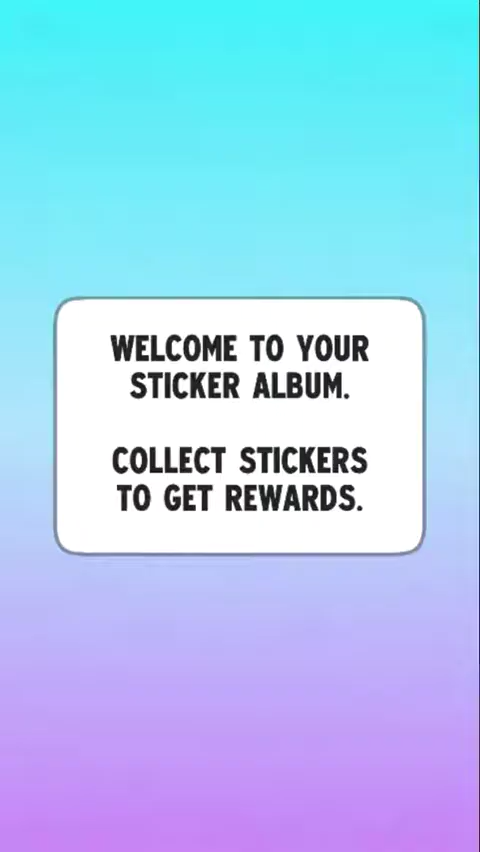 WELCOME TO YOUR
STICKER ALBUM.
COLLECT STICKERS
TO GET REWARDS.